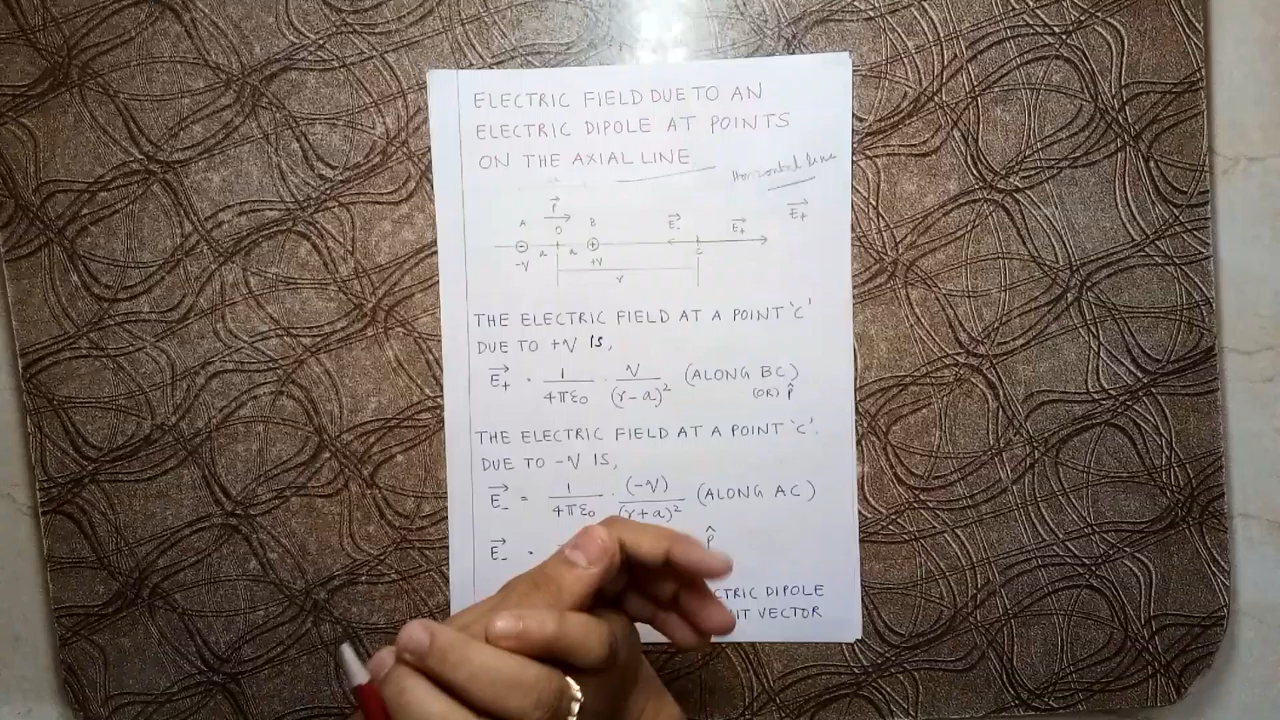 ELECTRIC FIELD DUE TO AN
ELECTRIC DIPOLE AT POINTS
ON THE AXIAL LINE
Horizontal line
A P⃗ O B E⃗₋ E⃗₊ E⃗₊
a a C
-q +q
r
THE ELECTRIC FIELD AT A POINT 'C'
DUE TO +q IS,
E⃗₊ = 1/4πε₀ · q/(r-a)² (ALONG BC)
(OR) p̂
THE ELECTRIC FIELD AT A POINT 'C'.
DUE TO -q IS,
E⃗₋ = 1/4πε₀ · (-q)/(r+a)² (ALONG AC)
E⃗₋ = p̂
CTRIC DIPOLE
IT VECTOR